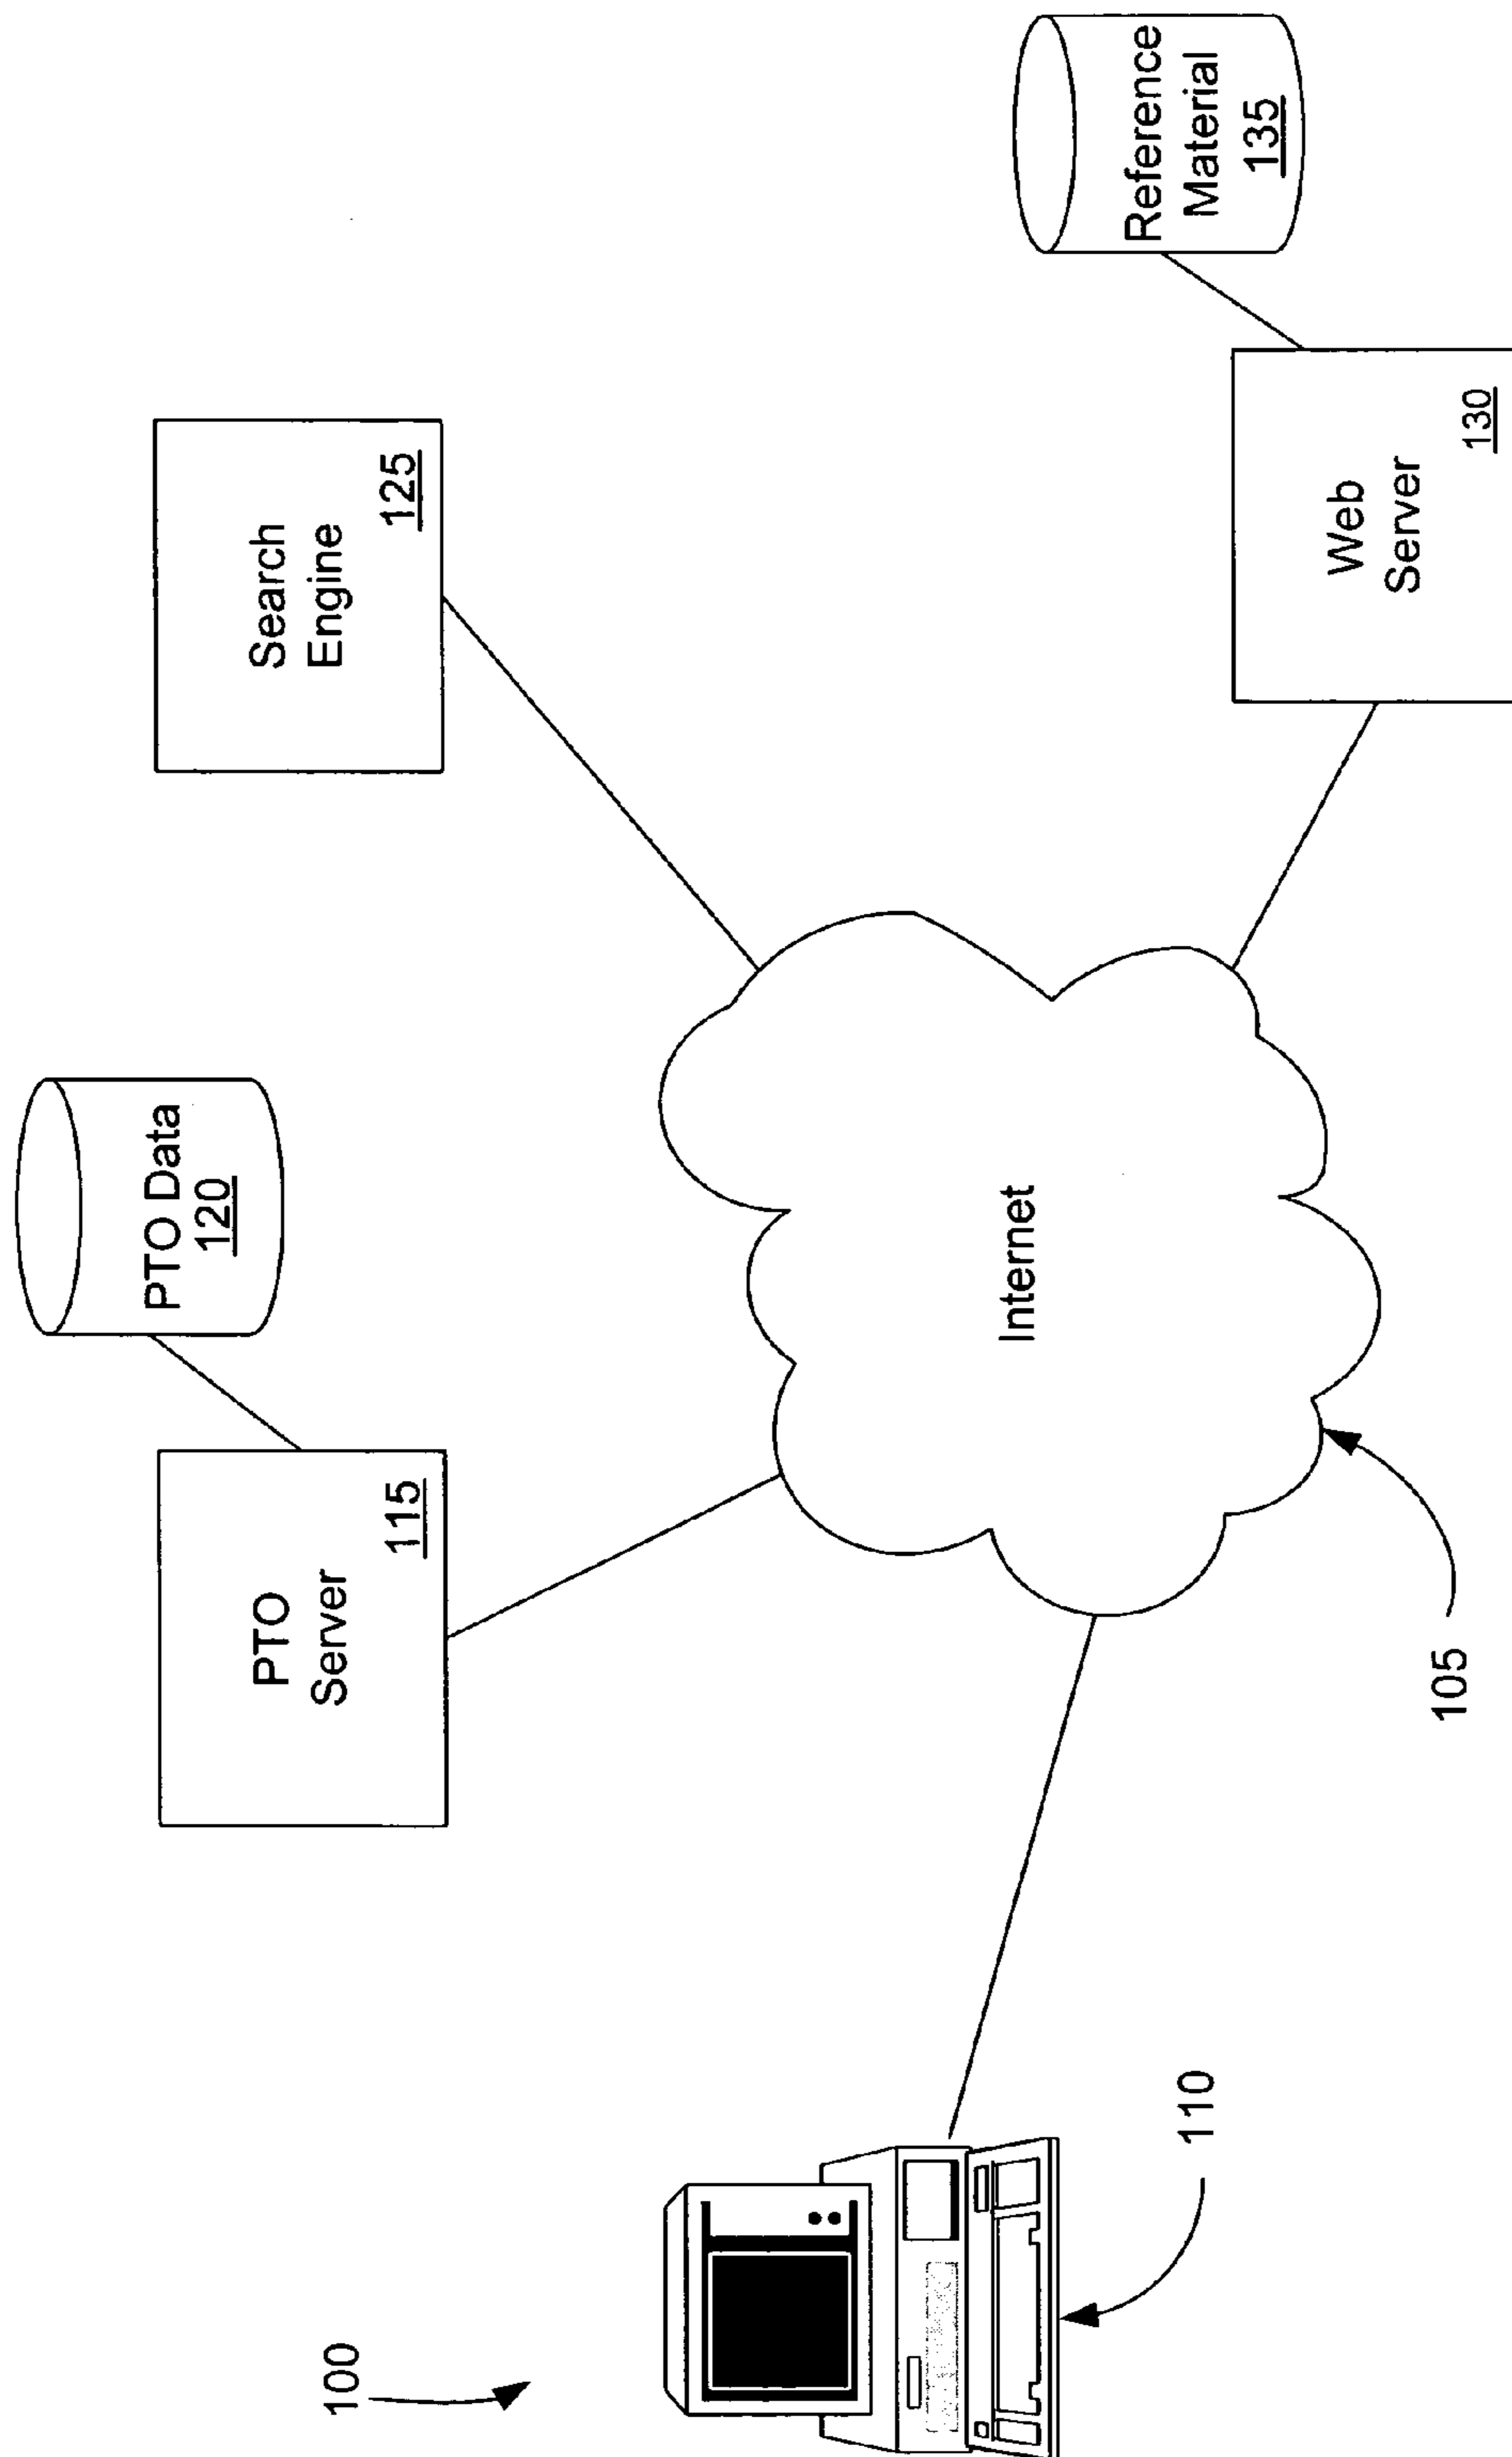 100
110
PTO
Server
115
PTO Data
120
Search
Engine
125
Internet
105
Web
Server
130
Reference
Material
135